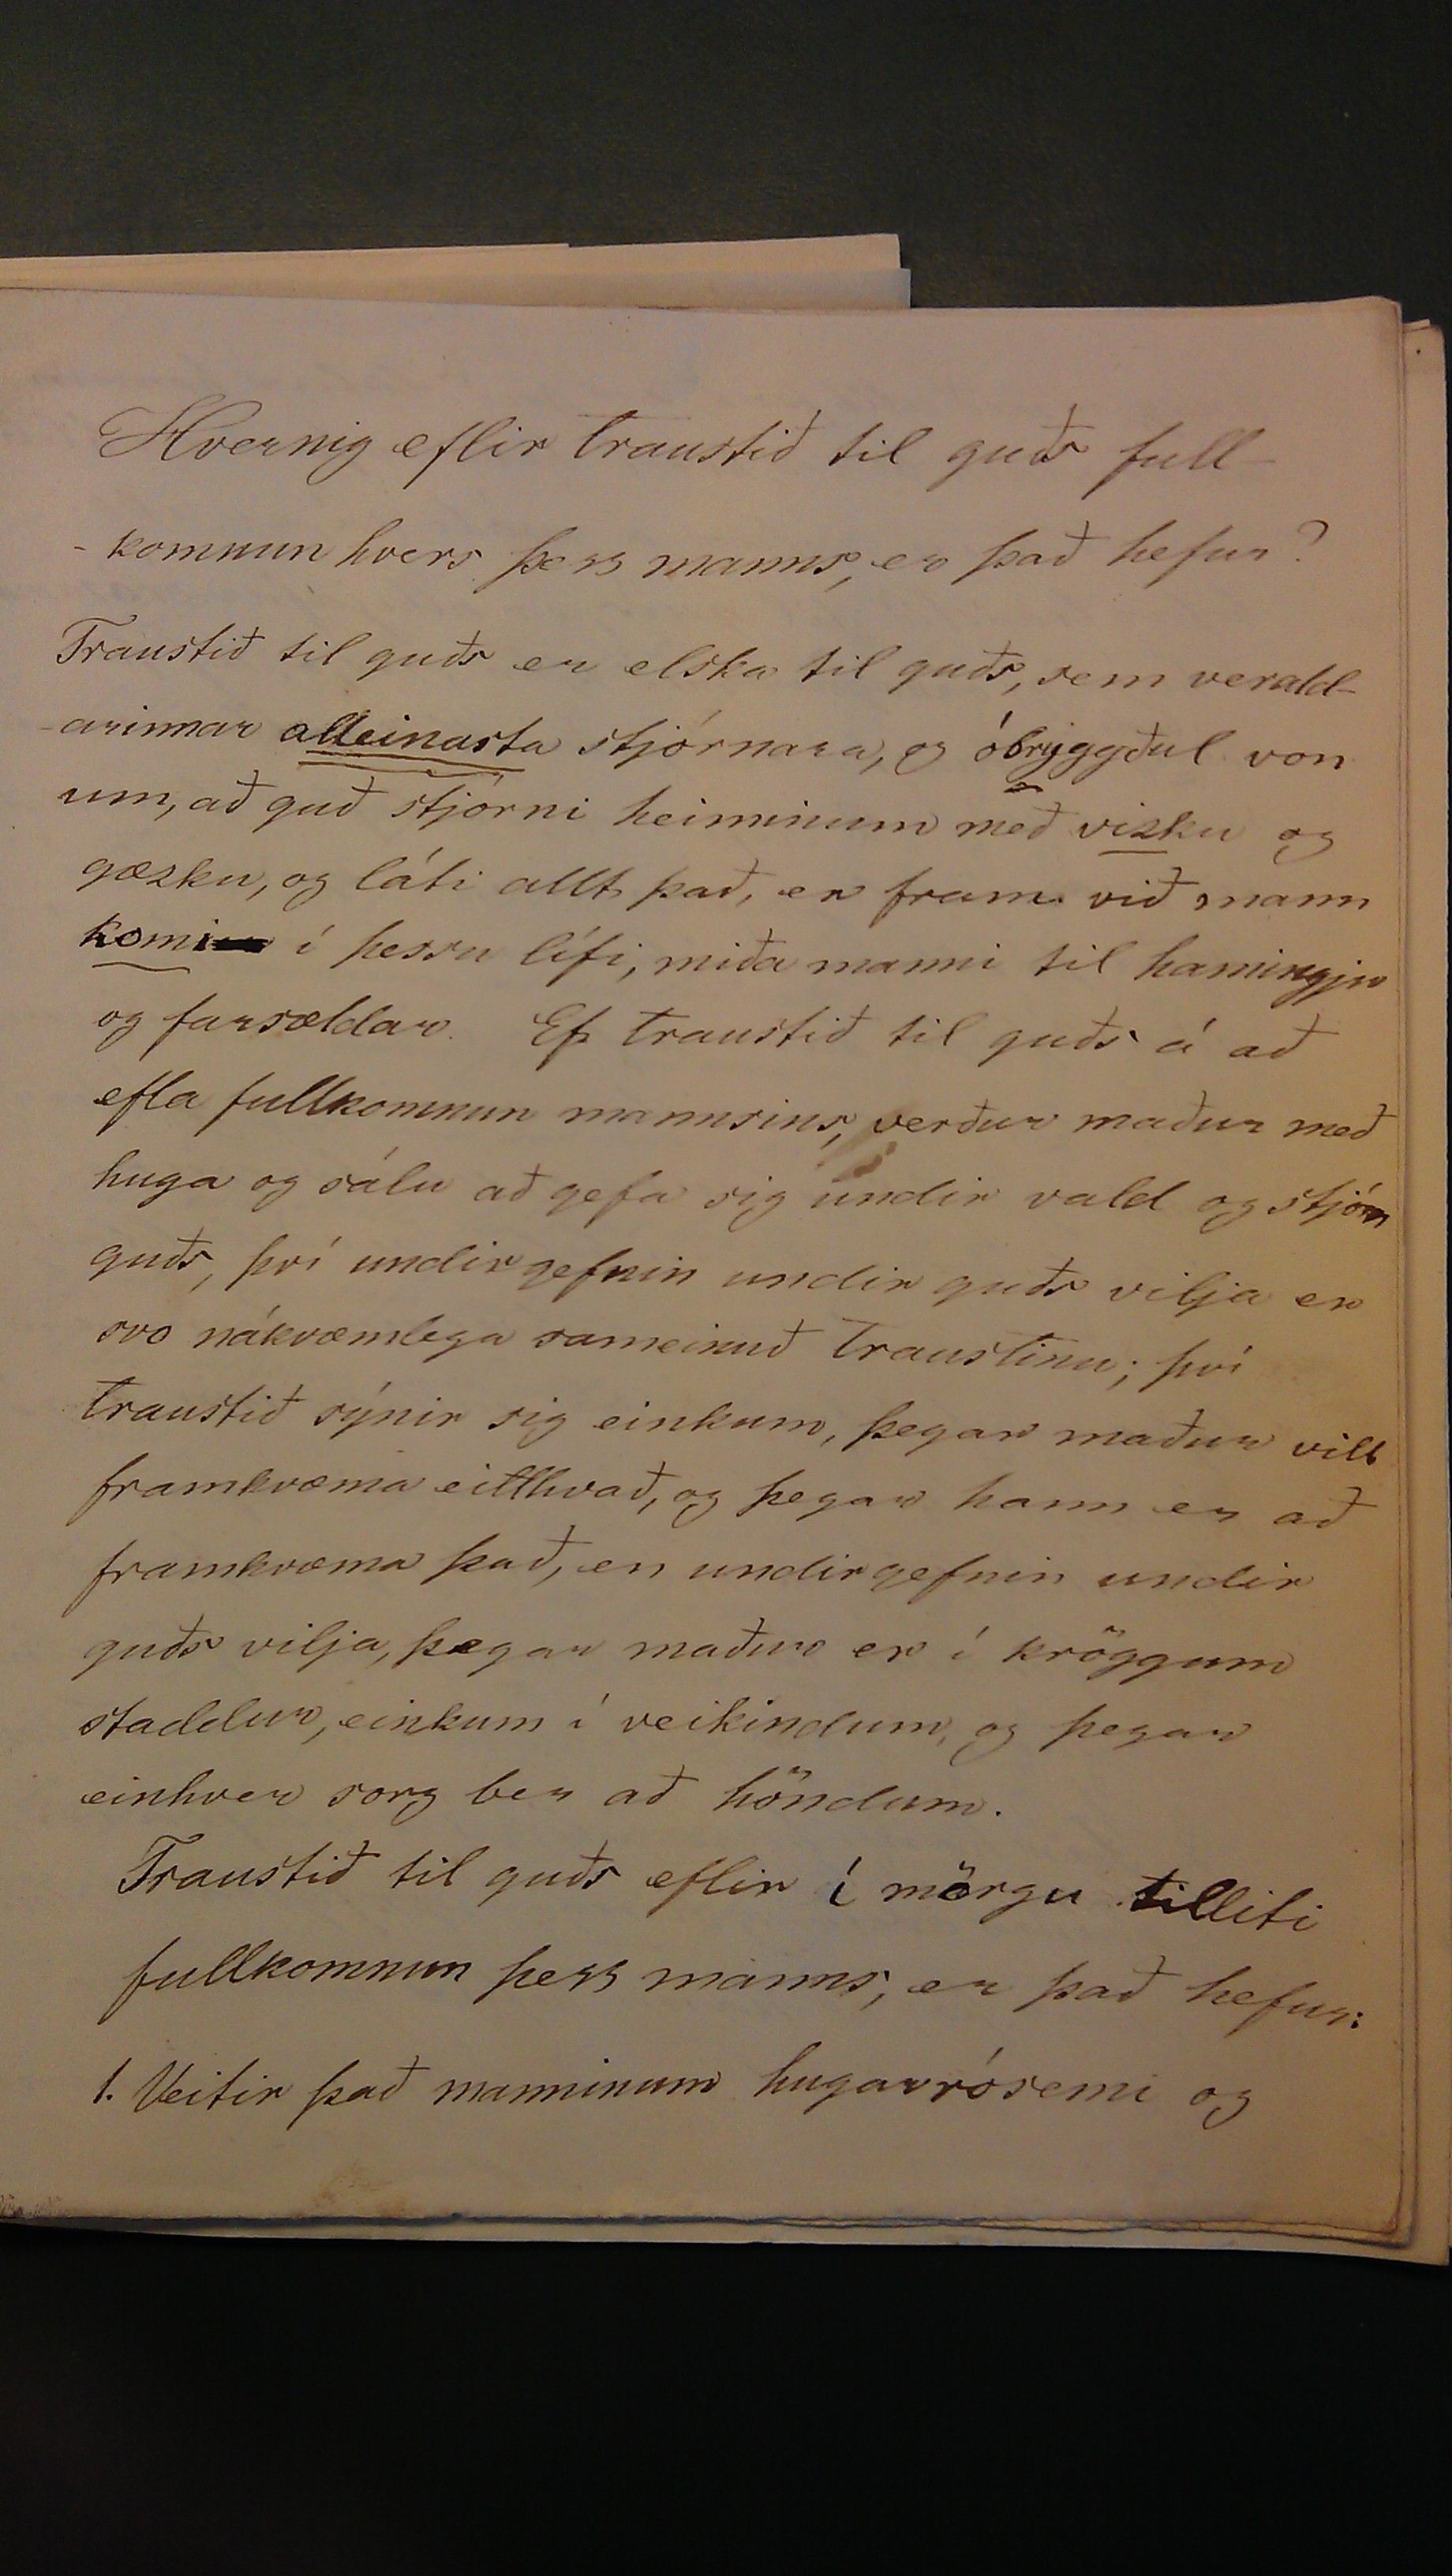 Hvernig eflir traustið til guðs full-
-komnun hvers þess manns, er það hefur?
Traustið til guðs er elska til guðs, sem verald-
-arinnar alleinasta stjórnara, og óbryggðul von
um, að guð stjórni heiminum með vizku og
gæzku, og láti allt það, er fram við mann
komi í þessu lífi, miða manni til hamingju
og farsældar. Ef traustið til guðs á að
efla fullkomnun mannsins, verður maður með
huga og sálu að gefa sig undir vald og stjórn
guðs, því undirgefnin undir guðs vilja er
svo nákvæmlega sameinuð traustinu; því
traustið sýnir sig einkum, þegar maður vill
framkvæma eitthvað, og þegar hann er að
framkvæma það, en undirgefnin undir
guðs vilja, þegar maður er í kröggum
staddur, einkum í veikindum, og þegar
einhver sorg ber að höndum.
Traustið til guðs eflir í mörgu tilliti
fullkomnun þess manns, er það hefur:
1. Veitir það manninum hugarrósemi og